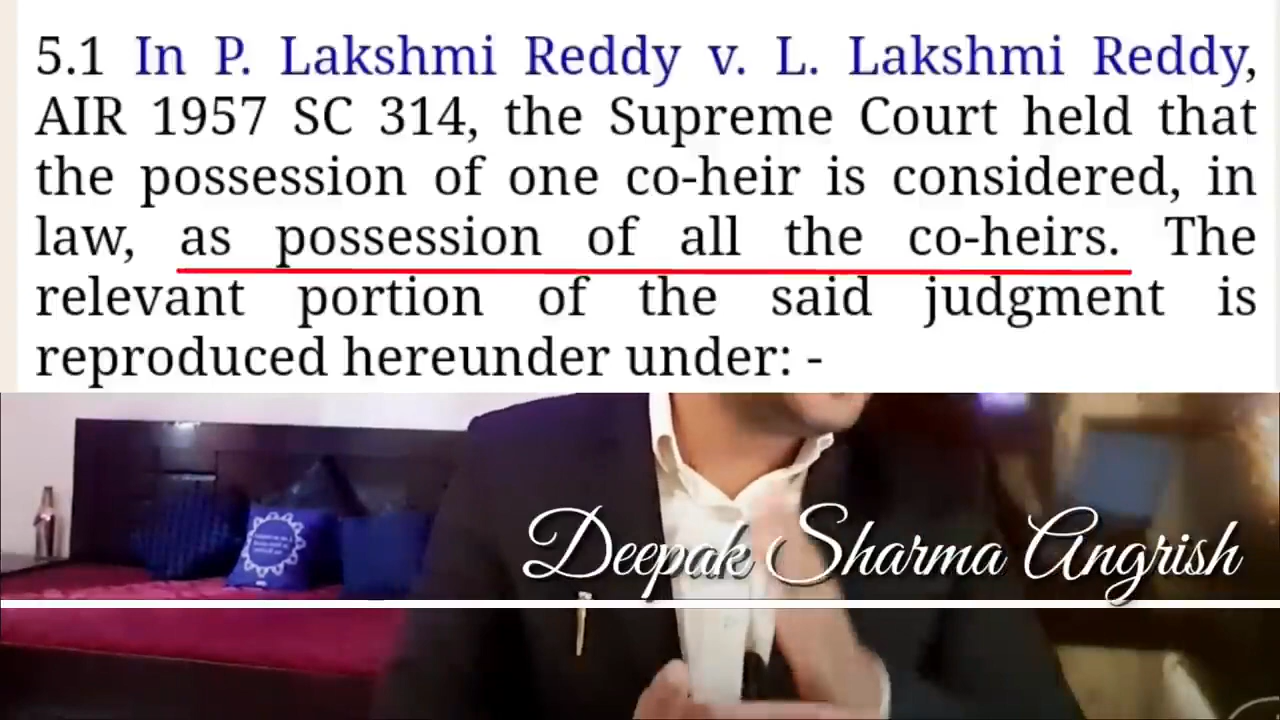 5.1 In P. Lakshmi Reddy v. L. Lakshmi Reddy,
AIR 1957 SC 314, the Supreme Court held that
the possession of one co-heir is considered, in
law, as possession of all the co-heirs. The
relevant portion of the said judgment is
reproduced hereunder under: -
Deepak Sharma Angrish